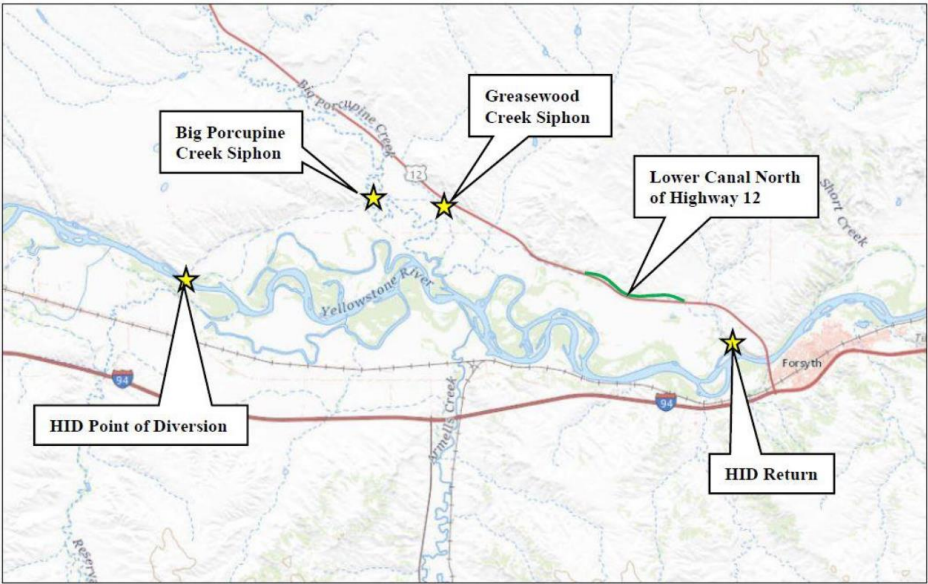 Greasewood
Creek Siphon
Big Porcupine Creek
Big Porcupine
Creek Siphon
12
Lower Canal North
of Highway 12
Short Creek
Yellowstone River
Forsyth
94
94
Armells Creek
HID Point of Diversion
HID Return